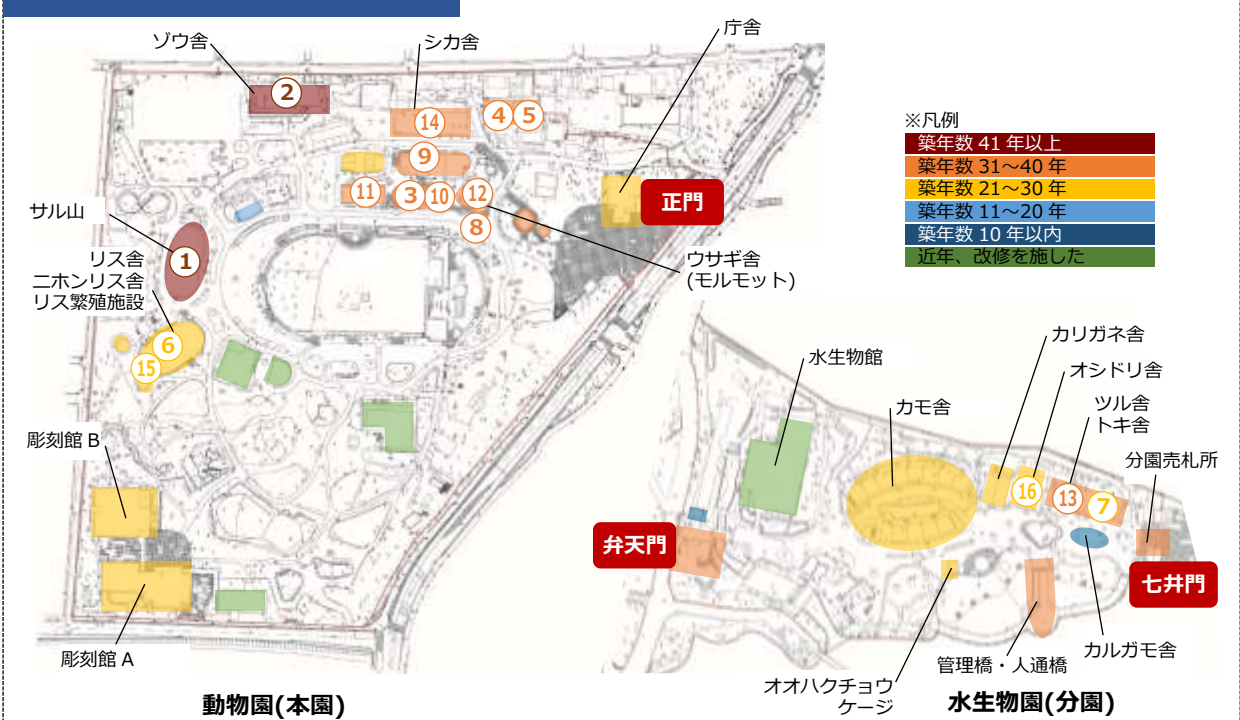 ゾウ舎
シカ舎
庁舎
②
⑭
④
⑤
⑨
⑪
③
⑩
⑫
⑧
正門
サル山
①
リス舎
ニホンリス舎
リス繁殖施設
⑥
⑮
ウサギ舎
(モルモット)
彫刻館 B
彫刻館 A
動物園(本園)
※凡例
築年数 41 年以上
築年数 31～40 年
築年数 21～30 年
築年数 11～20 年
築年数 10 年以内
近年、改修を施した
水生物館
カモ舎
カリガネ舎
オシドリ舎
ツル舎
トキ舎
分園売札所
⑯
⑬
⑦
弁天門
七井門
カルガモ舎
管理橋・人通橋
オオハクチョウ
ケージ
水生物園(分園)